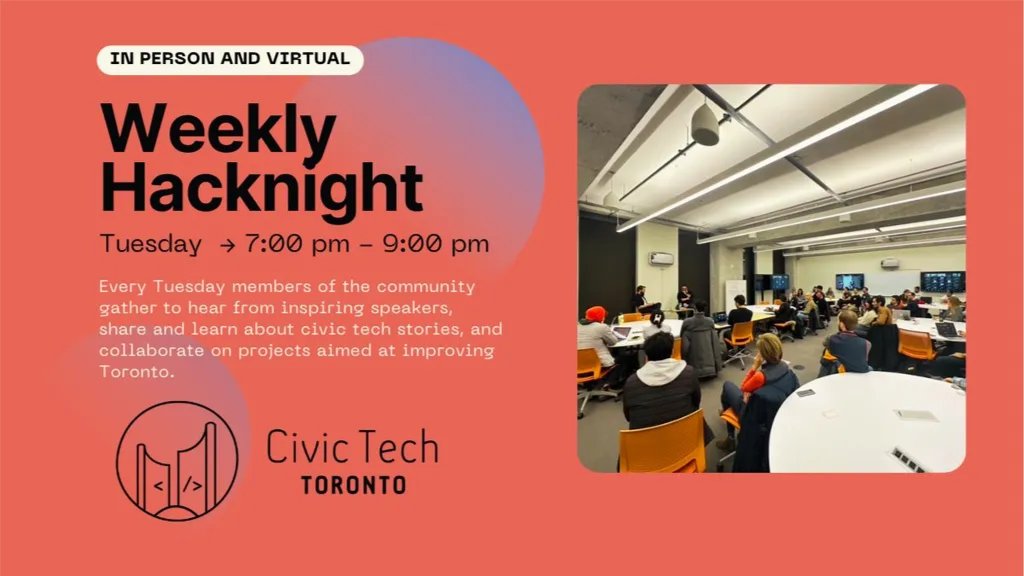 IN PERSON AND VIRTUAL
Weekly
Hacknight
Tuesday → 7:00 pm – 9:00 pm
Every Tuesday members of the community
gather to hear from inspiring speakers,
share and learn about civic tech stories, and
collaborate on projects aimed at improving
Toronto.
< />
Civic Tech
TORONTO